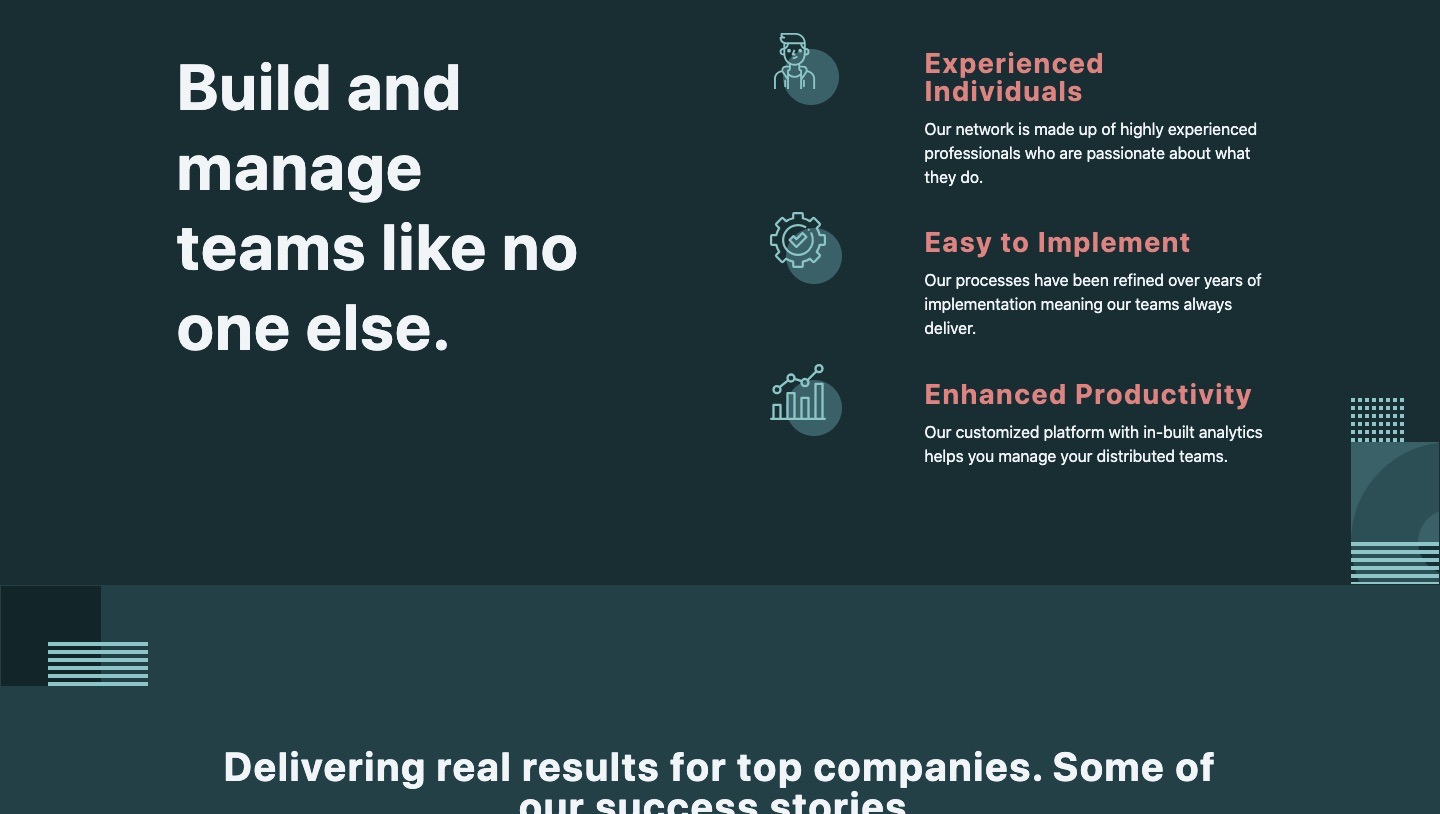 Build and
manage
teams like no
one else.
Experienced
Individuals
Our network is made up of highly experienced
professionals who are passionate about what
they do.
Easy to Implement
Our processes have been refined over years of
implementation meaning our teams always
deliver.
Enhanced Productivity
Our customized platform with in-built analytics
helps you manage your distributed teams.
Delivering real results for top companies. Some of
our success stories